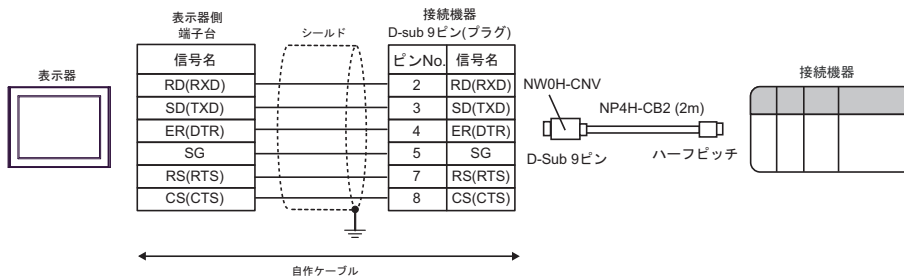 表示器
表示器側
端子台
信号名
RD(RXD)
SD(TXD)
ER(DTR)
SG
RS(RTS)
CS(CTS)
シールド
接続機器
D-sub 9ピン(プラグ)
ピンNo. 信号名
2 RD(RXD)
3 SD(TXD)
4 ER(DTR)
5 SG
7 RS(RTS)
8 CS(CTS)
自作ケーブル
NW0H-CNV
NP4H-CB2 (2m)
D-Sub 9ピン
ハーフピッチ
接続機器